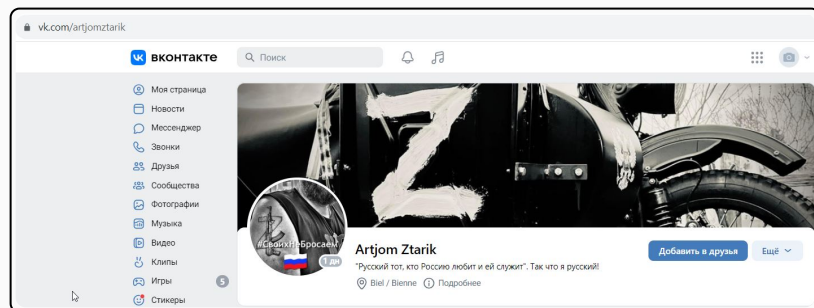 vk.com/artjomztarik
вконтакте
Поиск
Моя страница
Новости
Мессенджер
Звонки
Друзья
Сообщества
Фотографии
Музыка
Видео
Клипы
Игры 5
Стикеры
Z
#СвоихНеБросаем
1 дн
Artjom Ztarik
"Русский тот, кто Россию любит и ей служит". Так что я русский!
Biel / Bienne Подробнее
Добавить в друзья
Ещё